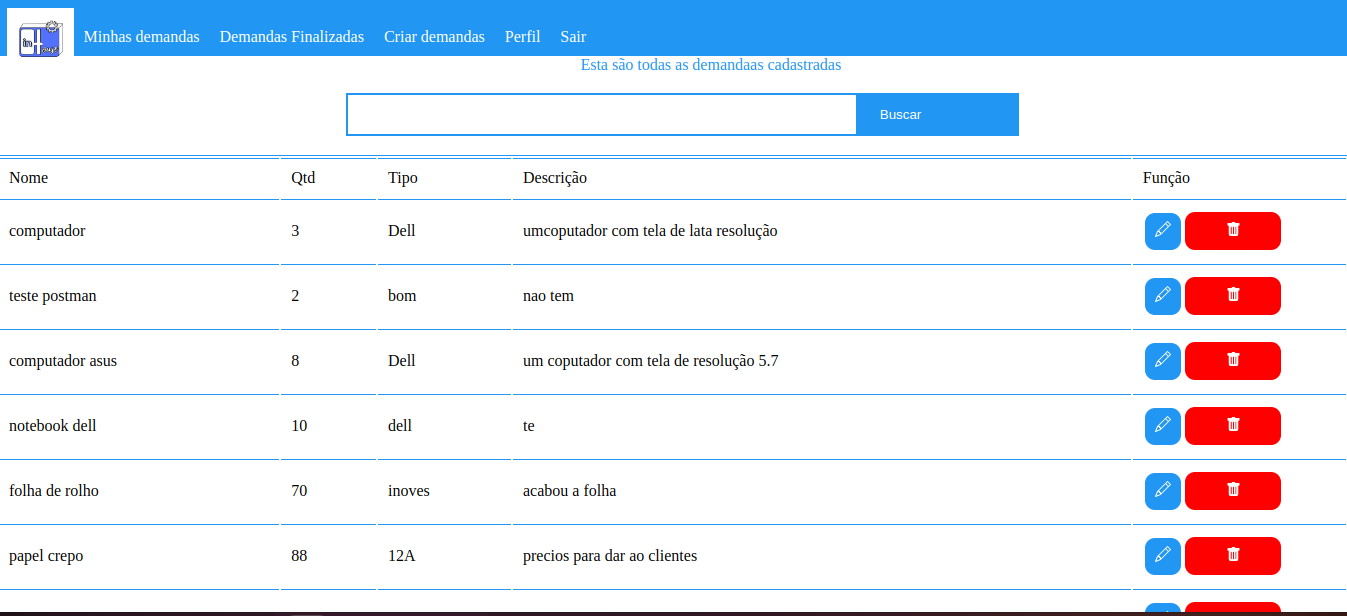 Minhas demandas Demandas Finalizadas Criar demandas Perfil Sair
Esta são todas as demandaas cadastradas
Buscar
Nome Qtd Tipo Descrição Função
computador 3 Dell umcoputador com tela de lata resolução
teste postman 2 bom nao tem
computador asus 8 Dell um coputador com tela de resolução 5.7
notebook dell 10 dell te
folha de rolho 70 inoves acabou a folha
papel crepo 88 12A precios para dar ao clientes